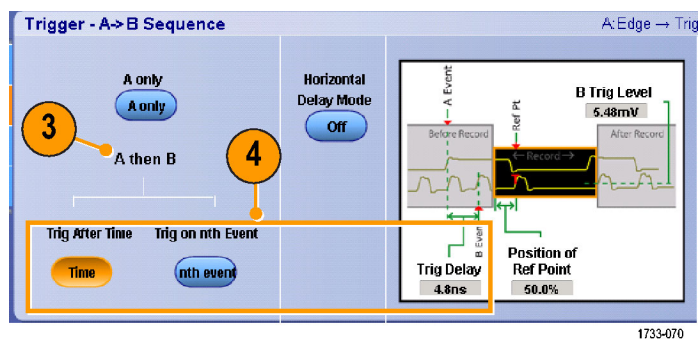 Trigger - A->B Sequence
A: Edge → Trig
A only
A only
3
A then B
4
Trig After Time
Trig on nth Event
Time
nth event
Horizontal
Delay Mode
Off
A Event
Ref Pt
B Trig Level
5.48mV
Before Record
←Record→
After Record
B Even
Trig Delay
4.8ns
Position of
Ref Point
50.0%
1733-070